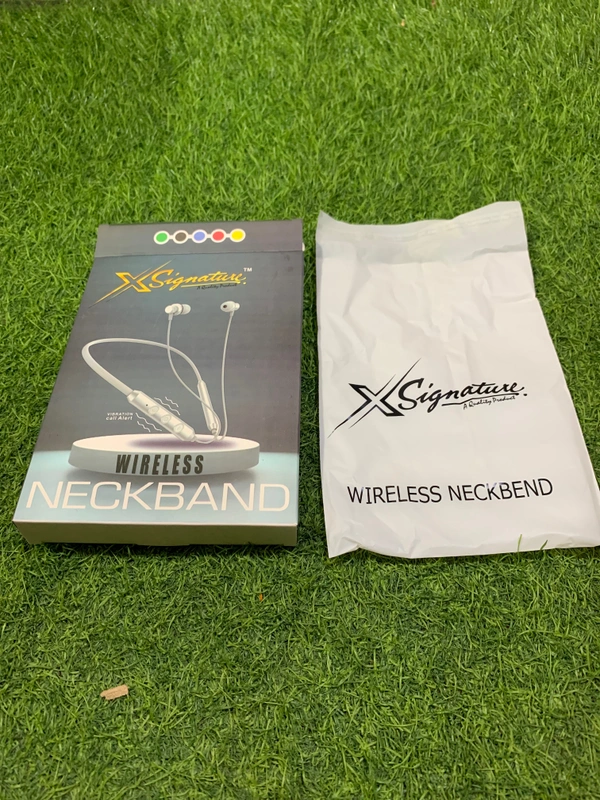 XSignature ™
A Quality Product
VIBRATION
Call Alert
WIRELESS
NECKBAND
XSignature.
A Quality Product
WIRELESS NECKBEND